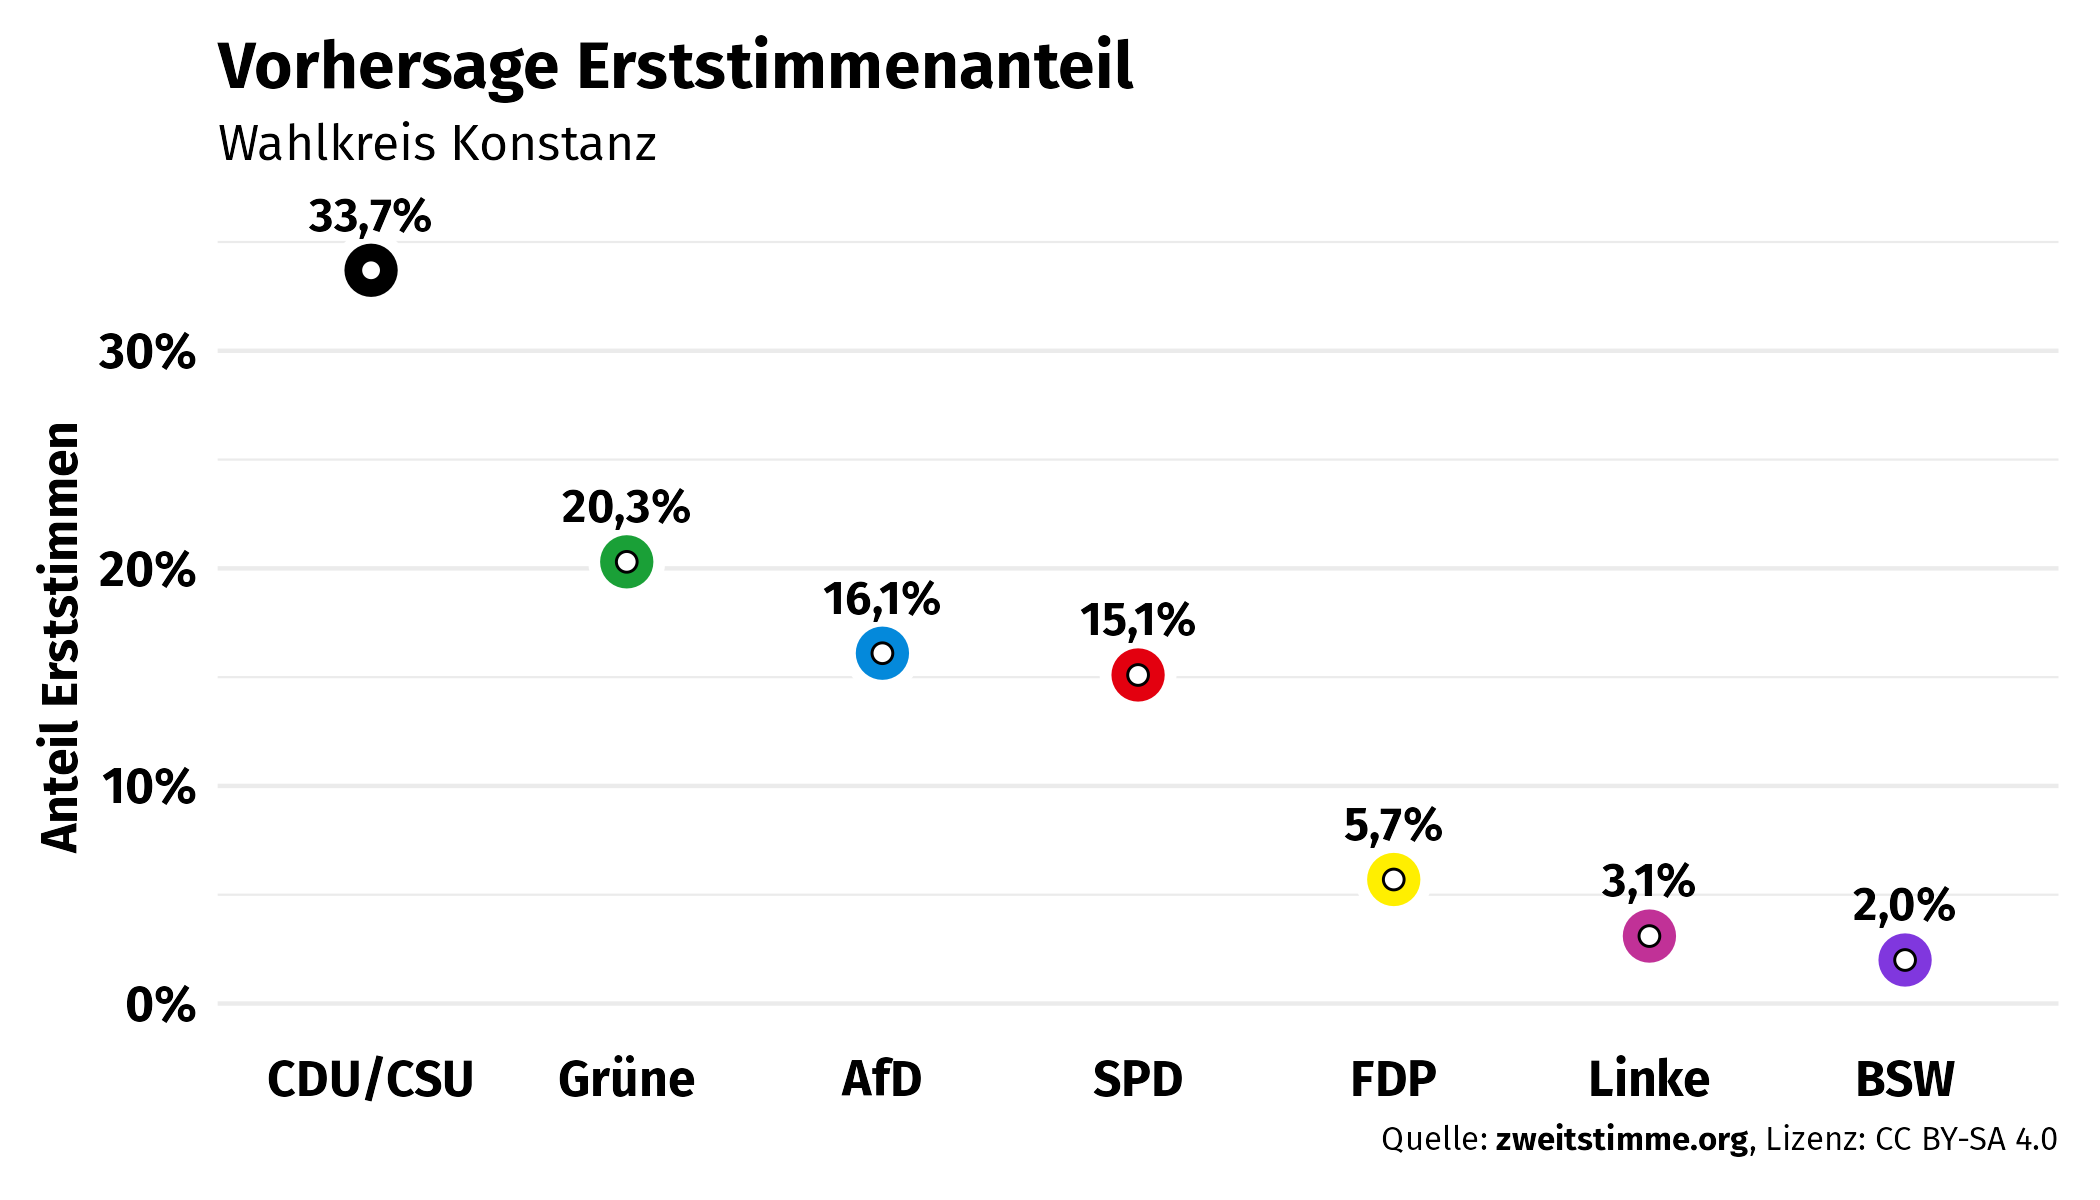 Vorhersage Erststimmenanteil
Wahlkreis Konstanz
33,7%
30%
20,3%
20%
16,1%
15,1%
10%
5,7%
3,1%
2,0%
0%
Anteil Erststimmen
CDU/CSU Grüne AfD SPD FDP Linke BSW
Quelle: zweitstimme.org, Lizenz: CC BY-SA 4.0